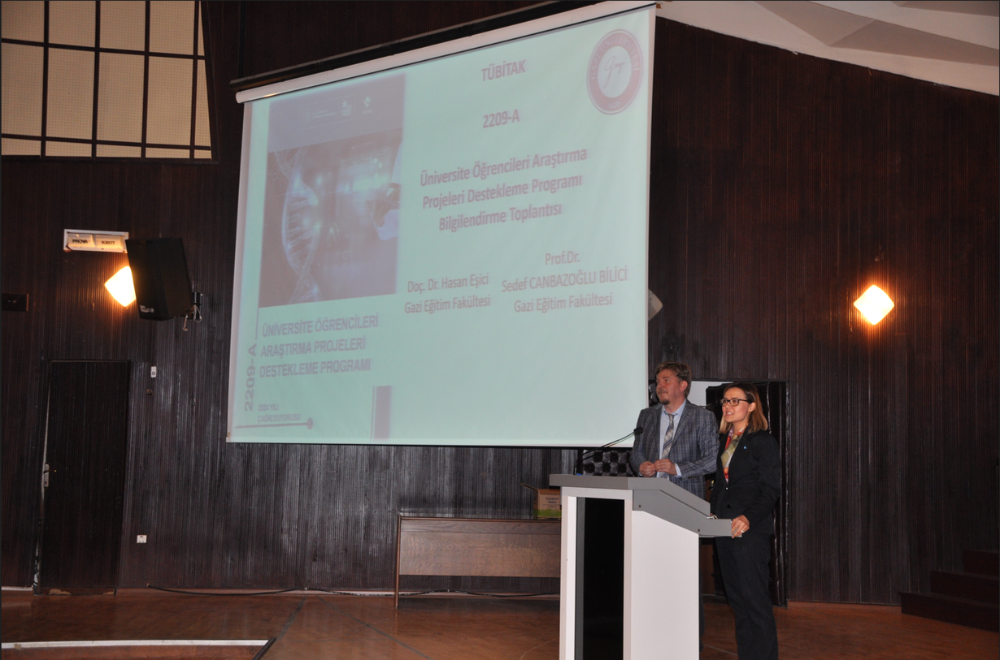 TÜBİTAK
2209-A
Üniversite Öğrencileri Araştırma
Projeleri Destekleme Programı
Bilgilendirme Toplantısı
Doç. Dr. Hasan Eşici
Gazi Eğitim Fakültesi
Prof.Dr.
Sedef CANBAZOĞLU BİLİCİ
Gazi Eğitim Fakültesi
2209-A
ÜNİVERSİTE ÖĞRENCİLERİ
ARAŞTIRMA PROJELERİ
DESTEKLEME PROGRAMI
2024 YILI
ÇAĞRI DUYURUSU
PROVA KAYIT